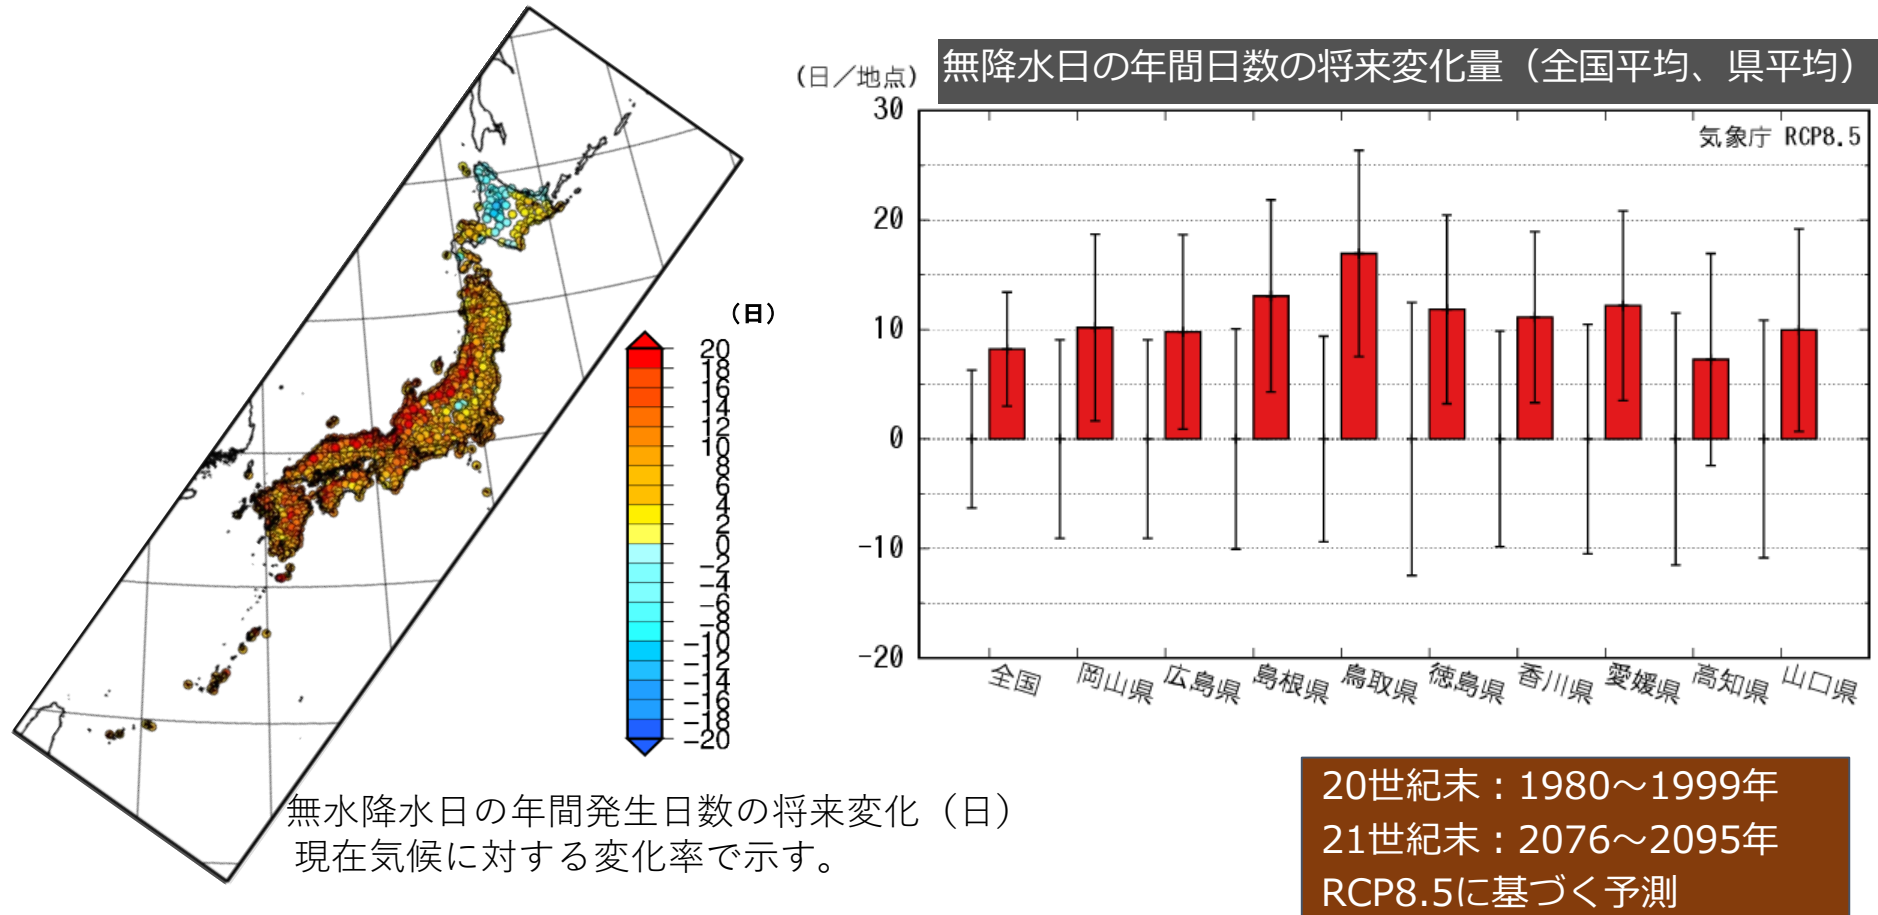 無降水日の年間日数の将来変化量（全国平均、県平均）
（日／地点）
気象庁 RCP8.5
30
20
10
0
-10
-20
全国
岡山県
広島県
島根県
鳥取県
徳島県
香川県
愛媛県
高知県
山口県
（日）
20
18
16
14
12
10
8
6
4
2
0
-2
-4
-6
-8
-10
-12
-14
-16
-18
-20
無水降水日の年間発生日数の将来変化（日）
現在気候に対する変化率で示す。
20世紀末：1980～1999年
21世紀末：2076～2095年
RCP8.5に基づく予測